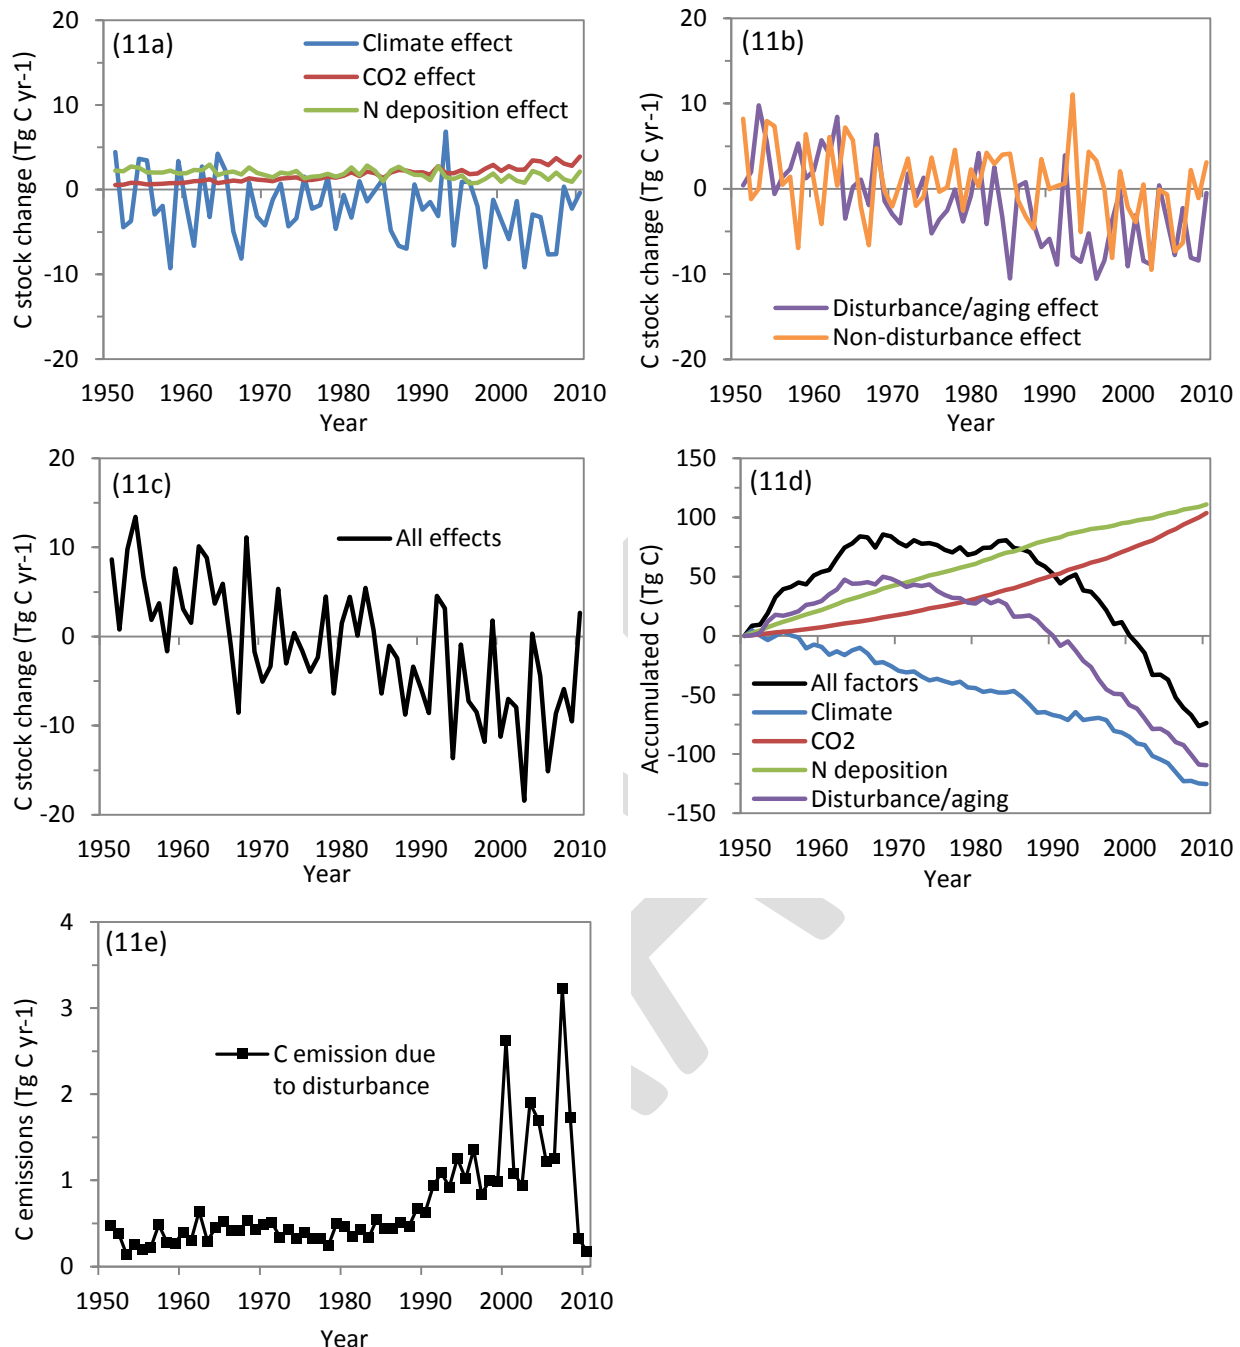 (11a)
C stock change (Tg C yr-1)
20
10
0
-10
-20
Climate effect
CO2 effect
N deposition effect
1950 1960 1970 1980 1990 2000 2010
Year
(11b)
C stock change (Tg C yr-1)
20
10
0
-10
-20
Disturbance/aging effect
Non-disturbance effect
1950 1960 1970 1980 1990 2000 2010
Year
(11c)
C stock change (Tg C yr-1)
20
10
0
-10
-20
All effects
1950 1960 1970 1980 1990 2000 2010
Year
(11d)
Accumulated C (Tg C)
150
100
50
0
-50
-100
-150
All factors
Climate
CO2
N deposition
Disturbance/aging
1950 1960 1970 1980 1990 2000 2010
Year
(11e)
C emissions (Tg C yr-1)
4
3
2
1
0
C emission due
to disturbance
1950 1960 1970 1980 1990 2000 2010
Year